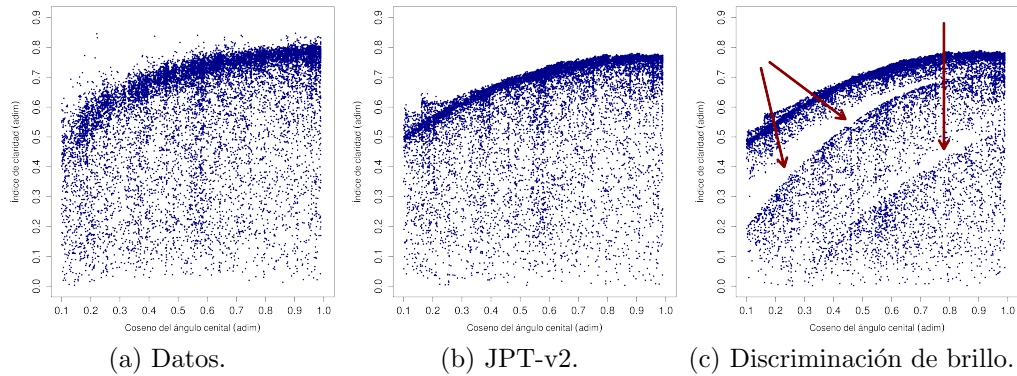 Índice de claridad (adim)
0.0 0.1 0.2 0.3 0.4 0.5 0.6 0.7 0.8 0.9
0.1 0.2 0.3 0.4 0.5 0.6 0.7 0.8 0.9 1.0
Coseno del ángulo cenital (adim)
(a) Datos.
Índice de claridad (adim)
0.0 0.1 0.2 0.3 0.4 0.5 0.6 0.7 0.8 0.9
0.1 0.2 0.3 0.4 0.5 0.6 0.7 0.8 0.9 1.0
Coseno del ángulo cenital (adim)
(b) JPT-v2.
Índice de claridad (adim)
0.0 0.1 0.2 0.3 0.4 0.5 0.6 0.7 0.8 0.9
0.1 0.2 0.3 0.4 0.5 0.6 0.7 0.8 0.9 1.0
Coseno del ángulo cenital (adim)
(c) Discriminación de brillo.